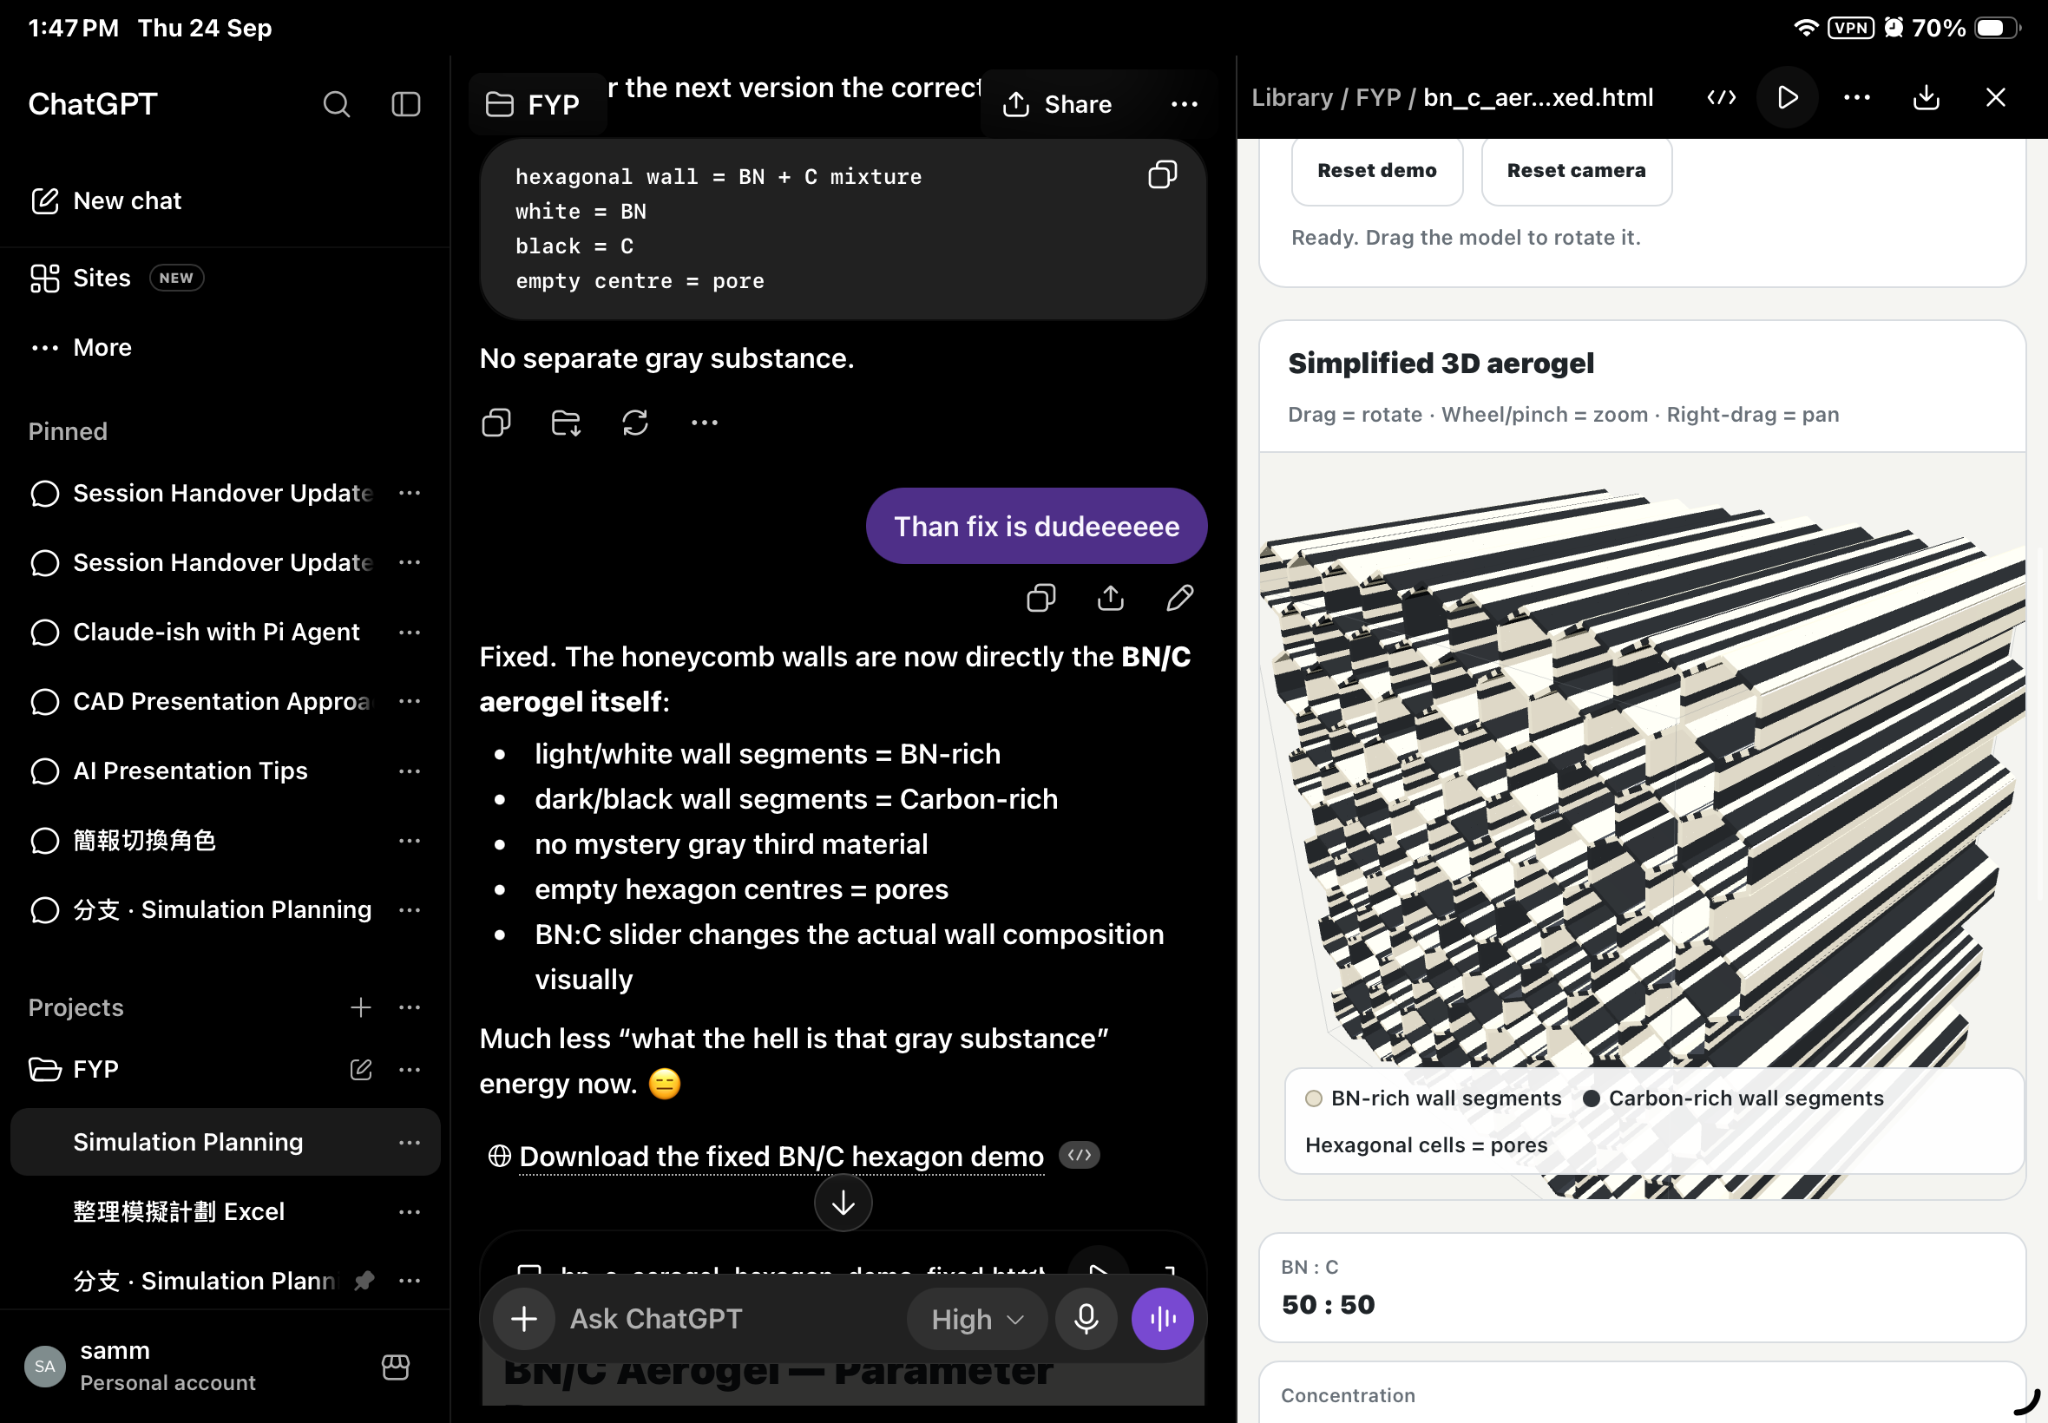 1:47 PM Thu 24 Sep
VPN
70%
ChatGPT
New chat
Sites NEW
More
Pinned
Session Handover Update
Session Handover Update
Claude-ish with Pi Agent
CAD Presentation Approa
AI Presentation Tips
簡報切換角色
分支 · Simulation Planning
Projects
FYP
Simulation Planning
整理模擬計劃 Excel
分支 · Simulation Plann
SA
samm
Personal account
FYP
r the next version the correct
Share
hexagonal wall = BN + C mixture
white = BN
black = C
empty centre = pore
No separate gray substance.
Than fix is dudeeeeee
Fixed. The honeycomb walls are now directly the BN/C
aerogel itself:
• light/white wall segments = BN-rich
• dark/black wall segments = Carbon-rich
• no mystery gray third material
• empty hexagon centres = pores
• BN:C slider changes the actual wall composition
visually
Much less “what the hell is that gray substance”
energy now. 😑
Download the fixed BN/C hexagon demo
bn_c_aerogel_hexagon_demo_fixed.html
Ask ChatGPT
High
BN/C Aerogel — Parameter
Library / FYP / bn_c_aer...xed.html
Reset demo
Reset camera
Ready. Drag the model to rotate it.
Simplified 3D aerogel
Drag = rotate · Wheel/pinch = zoom · Right-drag = pan
BN-rich wall segments
Carbon-rich wall segments
Hexagonal cells = pores
BN : C
50 : 50
Concentration